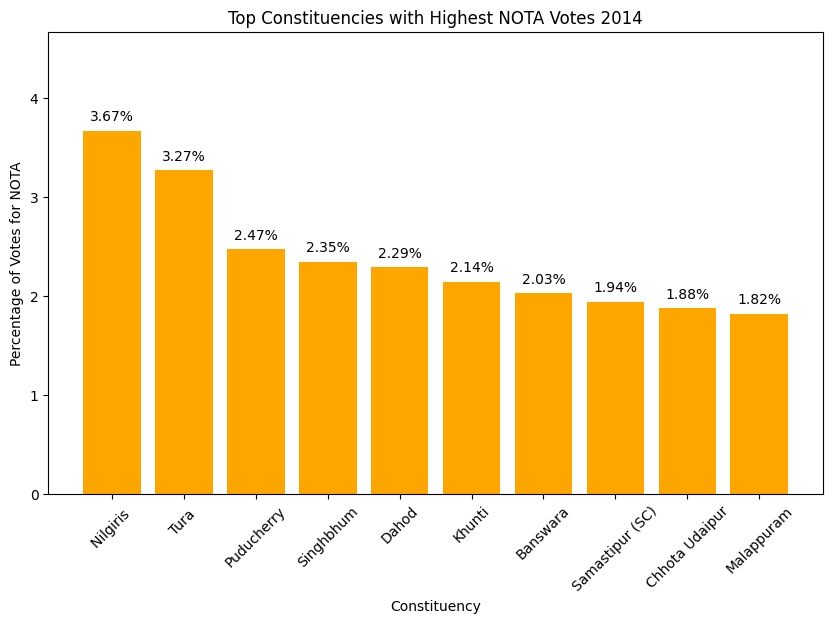 Top Constituencies with Highest NOTA Votes 2014
Percentage of Votes for NOTA
4
3
2
1
0
3.67%
3.27%
2.47%
2.35%
2.29%
2.14%
2.03%
1.94%
1.88%
1.82%
Nilgiris
Tura
Puducherry
Singhbhum
Dahod
Khunti
Banswara
Samastipur (SC)
Chhota Udaipur
Malappuram
Constituency